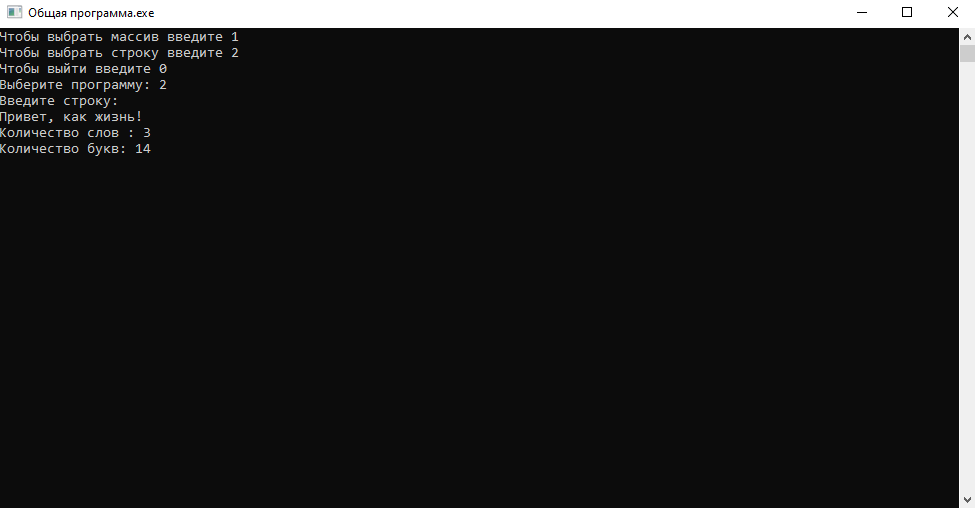 Общая программа.exe
Чтобы выбрать массив введите 1
Чтобы выбрать строку введите 2
Чтобы выйти введите 0
Выберите программу: 2
Введите строку:
Привет, как жизнь!
Количество слов : 3
Количество букв: 14